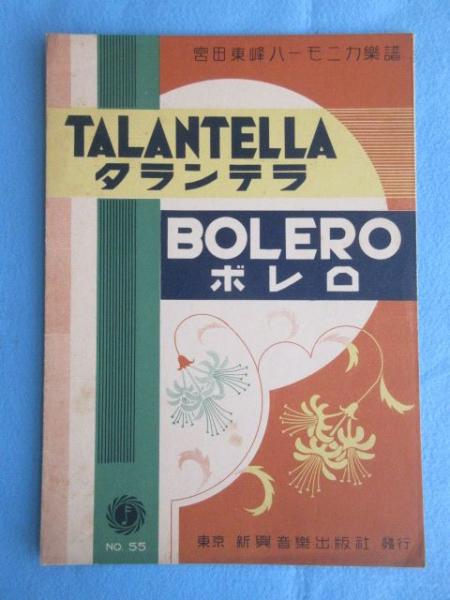 宮田東峰ハーモニカ樂譜
TALANTELLA
タランテラ
BOLERO
ボレロ
NO. 55
東京 新興音樂出版社 發行